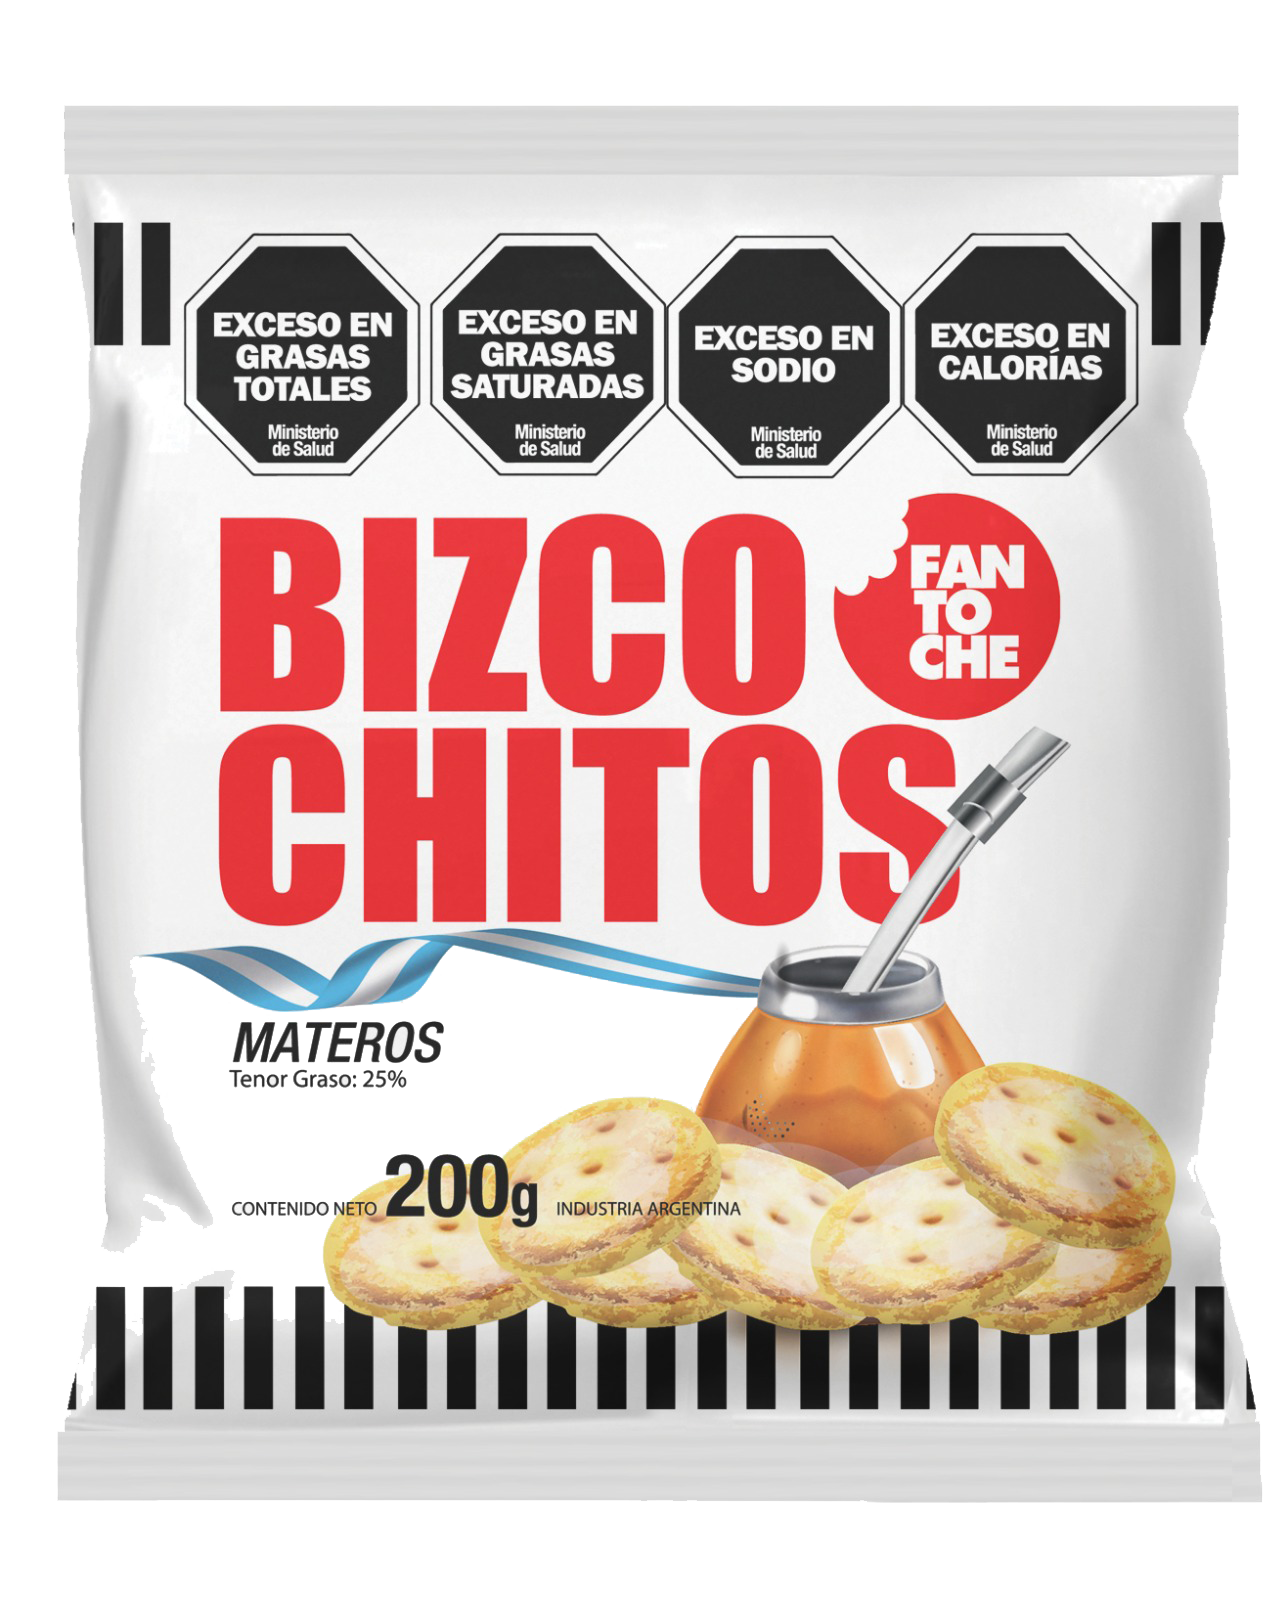 EXCESO EN
GRASAS
TOTALES
Ministerio
de Salud
EXCESO EN
GRASAS
SATURADAS
Ministerio
de Salud
EXCESO EN
SODIO
Ministerio
de Salud
EXCESO EN
CALORÍAS
Ministerio
de Salud
BIZCO
CHITOS
FAN
TO
CHE
MATEROS
Tenor Graso: 25%
CONTENIDO NETO 200g INDUSTRIA ARGENTINA